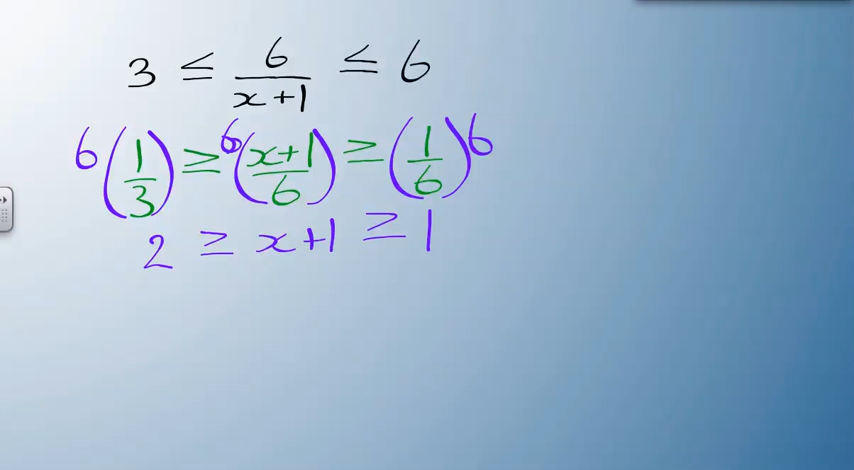 3 ≤ 6/(x+1) ≤ 6
6(1/3) ≥ 6((x+1)/6) ≥ (1/6)6
2 ≥ x+1 ≥ 1